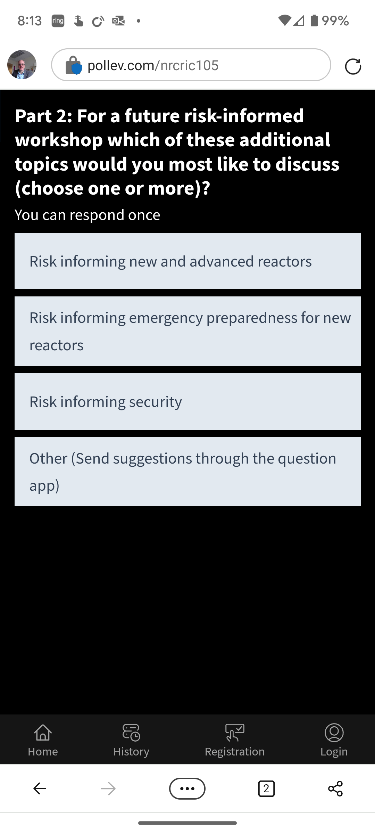 8:13
ring
99%
pollev.com/nrcric105
Part 2: For a future risk-informed
workshop which of these additional
topics would you most like to discuss
(choose one or more)?
You can respond once
Risk informing new and advanced reactors
Risk informing emergency preparedness for new
reactors
Risk informing security
Other (Send suggestions through the question
app)
Home History Registration Login
2